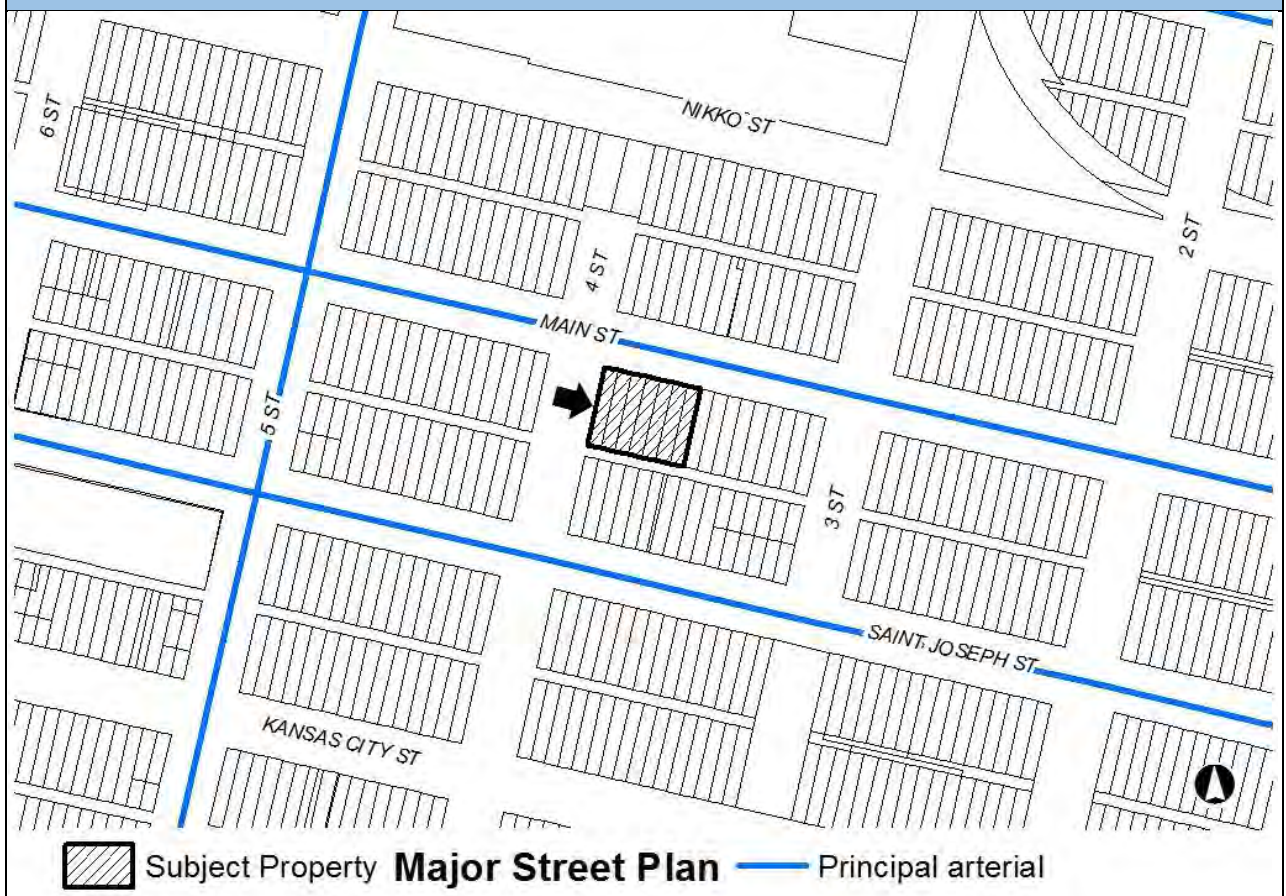 NIKKO ST
6 ST
2 ST
4 ST
MAIN ST
5 ST
3 ST
SAINT JOSEPH ST
KANSAS CITY ST
Subject Property Major Street Plan Principal arterial